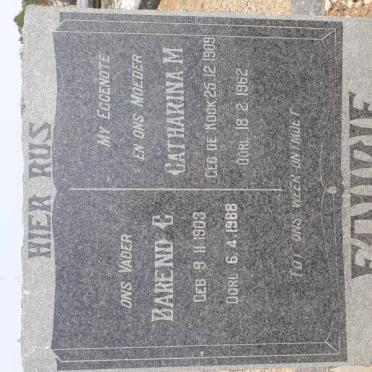 HIER RUS
ONS VADER
BAREND G
GEB 9.11.1903
OORL 6.4.1988
MY EGGENOTE
EN ONS MOEDER
CATHARINA M
GEB DE KOCK 25.12.1909
OORL 18.2.1962
TOT ONS WEER ONTMOET